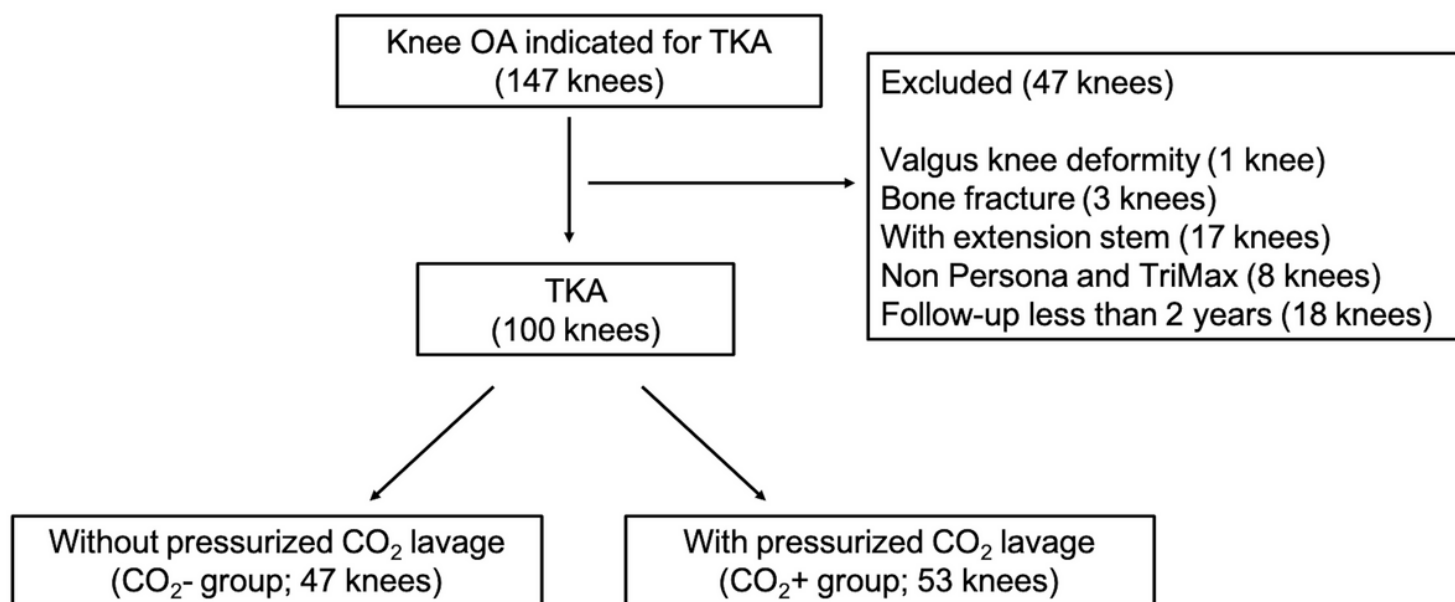 Knee OA indicated for TKA
(147 knees)
Excluded (47 knees)
Valgus knee deformity (1 knee)
Bone fracture (3 knees)
With extension stem (17 knees)
Non Persona and TriMax (8 knees)
Follow-up less than 2 years (18 knees)
TKA
(100 knees)
Without pressurized CO₂ lavage
(CO₂- group; 47 knees)
With pressurized CO₂ lavage
(CO₂+ group; 53 knees)